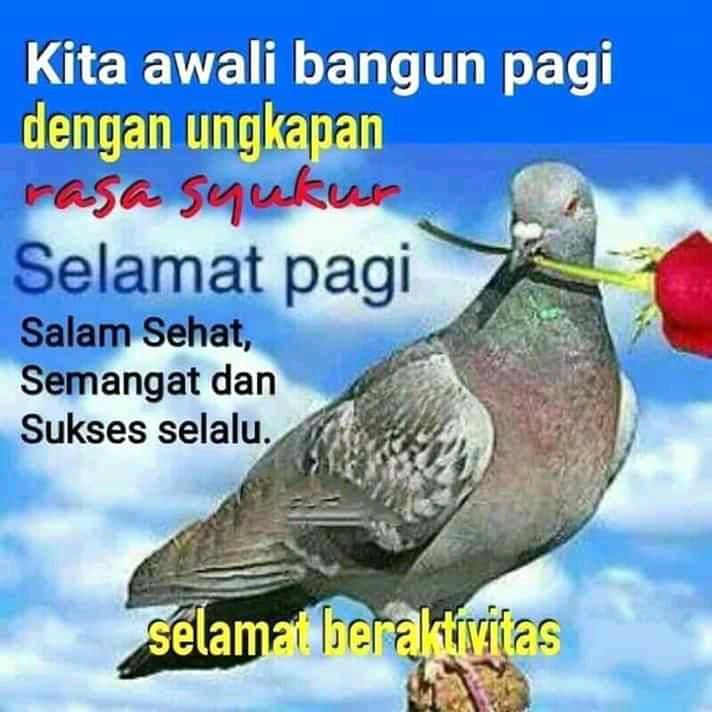 Kita awali bangun pagi
dengan ungkapan
rasa syukur
Selamat pagi
Salam Sehat,
Semangat dan
Sukses selalu.
selamat beraktivitas